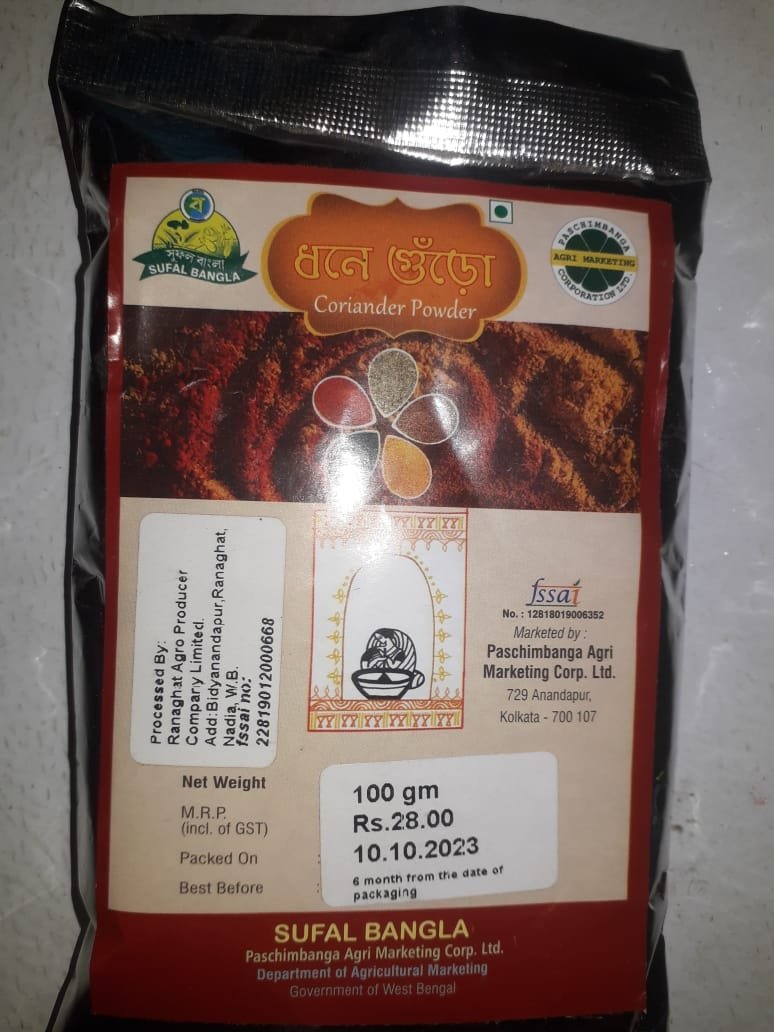 ব
সুফল বাংলা
SUFAL BANGLA
ধনে গুঁড়ো
Coriander Powder
PASCHIMBANGA
AGRI MARKETING
CORPORATION LTD.
Processed By:
Ranaghat Agro Producer
Company Limited.
Add:Bidyanandapur,Ranaghat,
Nadia, W.B.
fssai no:
22819012000668
fssai
No. : 12818019006352
Marketed by :
Paschimbanga Agri
Marketing Corp. Ltd.
729 Anandapur,
Kolkata - 700 107
Net Weight
100 gm
M.R.P.
(incl. of GST)
Rs.28.00
Packed On :
10.10.2023
Best Before :
6 month from the date of
packaging
SUFAL BANGLA
Paschimbanga Agri Marketing Corp. Ltd.
Department of Agricultural Marketing
Government of West Bengal